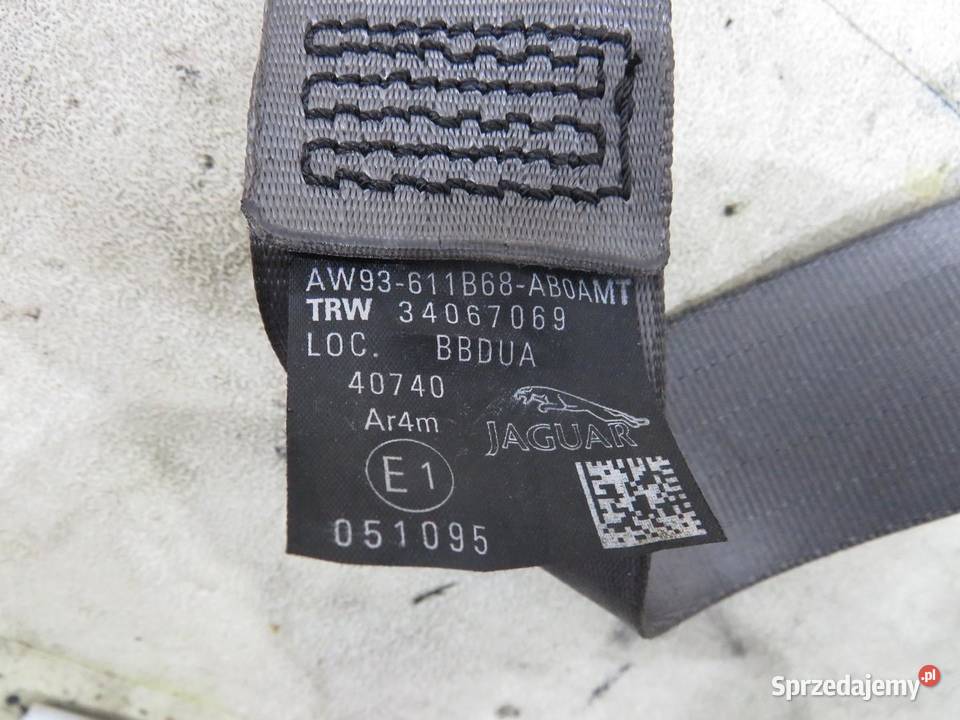 AW93-611B68-AB0AMT
TRW 34067069
LOC. BBDUA
40740
Ar4m
JAGUAR
E1
051095
Sprzedajemy.pl